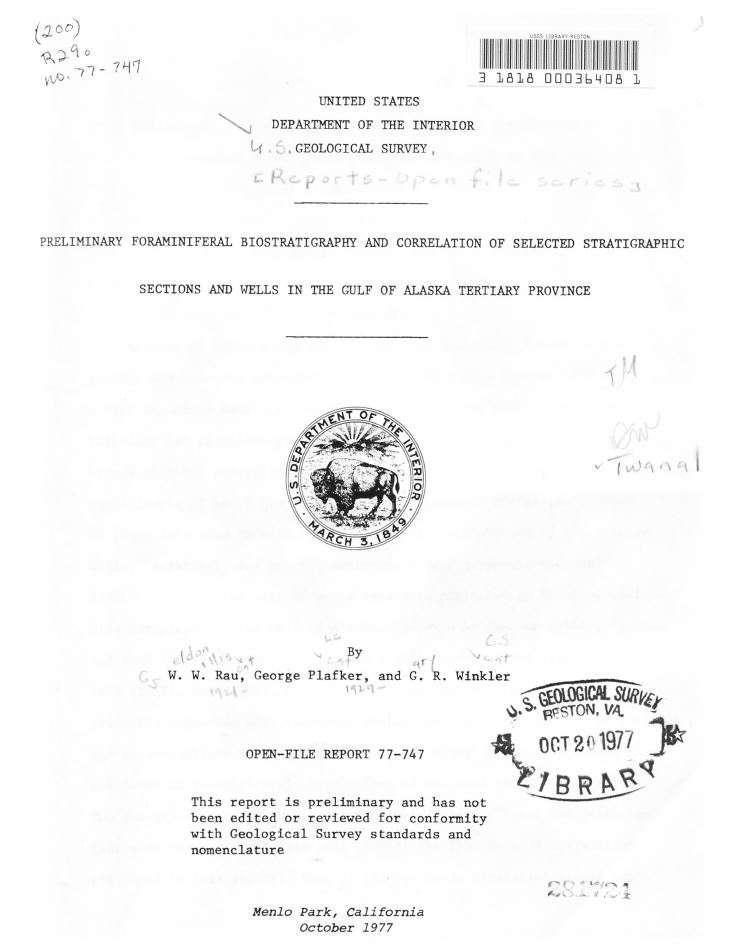 (200)
R290
no. 77-747
USGS LIBRARY-RESTON
3 1818 00036408 1
UNITED STATES
DEPARTMENT OF THE INTERIOR
U.S. GEOLOGICAL SURVEY.
[Reports - Open file series]
PRELIMINARY FORAMINIFERAL BIOSTRATIGRAPHY AND CORRELATION OF SELECTED STRATIGRAPHIC
SECTIONS AND WELLS IN THE GULF OF ALASKA TERTIARY PROVINCE
TM
Twanal
U.S. DEPARTMENT OF THE INTERIOR
MARCH 3, 1849
By
eldon
W. W. Rau, George Plafker, and G. R. Winkler
1929-
U. S. GEOLOGICAL SURVEY
RESTON, VA.
OCT 20 1977
LIBRARY
OPEN-FILE REPORT 77-747
This report is preliminary and has not
been edited or reviewed for conformity
with Geological Survey standards and
nomenclature
281724
Menlo Park, California
October 1977